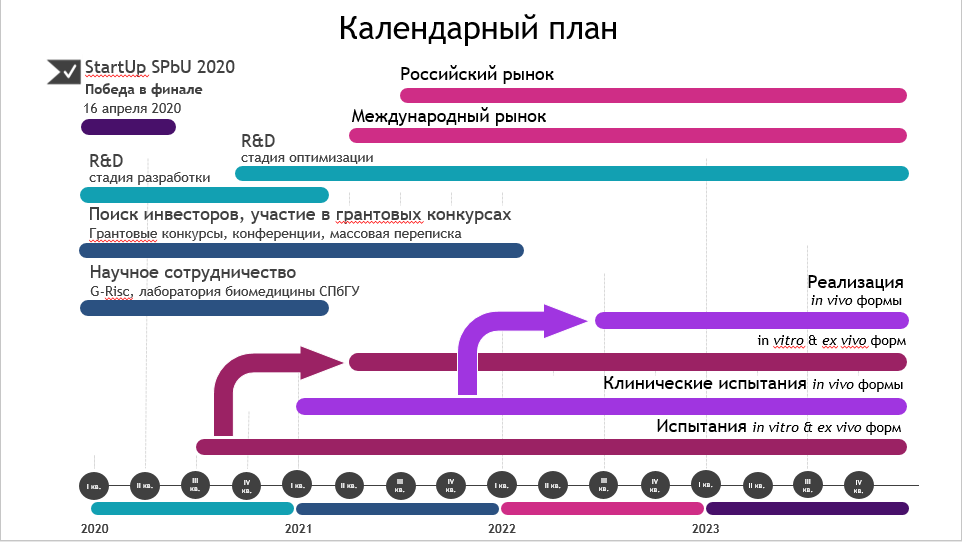 Календарный план
StartUp SPbU 2020
Победа в финале
16 апреля 2020
Российский рынок
Международный рынок
R&D
стадия оптимизации
R&D
стадия разработки
Поиск инвесторов, участие в грантовых конкурсах
Грантовые конкурсы, конференции, массовая переписка
Научное сотрудничество
G-Risc, лаборатория биомедицины СПбГУ
Реализация
in vivo формы
in vitro & ex vivo форм
Клинические испытания in vivo формы
Испытания in vitro & ex vivo форм
I кв. II кв. III кв. IV кв. I кв. II кв. III кв. IV кв. I кв. II кв. III кв. IV кв. I кв. II кв. III кв. IV кв.
2020 2021 2022 2023